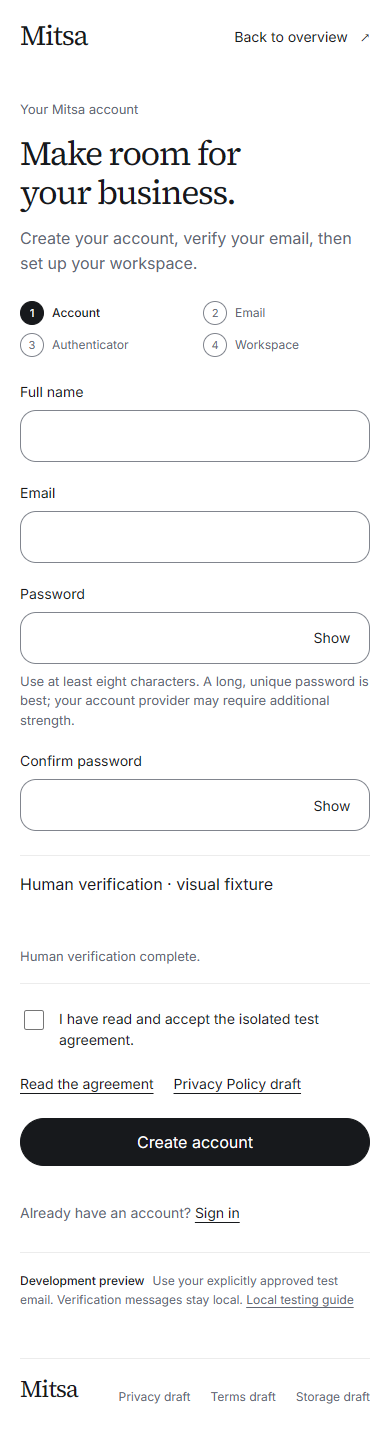 Mitsa
Back to overview ↗
Your Mitsa account
Make room for
your business.
Create your account, verify your email, then
set up your workspace.
1 Account
2 Email
3 Authenticator
4 Workspace
Full name
Email
Password
Show
Use at least eight characters. A long, unique password is
best; your account provider may require additional
strength.
Confirm password
Show
Human verification · visual fixture
Human verification complete.
I have read and accept the isolated test
agreement.
Read the agreement Privacy Policy draft
Create account
Already have an account? Sign in
Development preview Use your explicitly approved test
email. Verification messages stay local. Local testing guide
Mitsa
Privacy draft Terms draft Storage draft